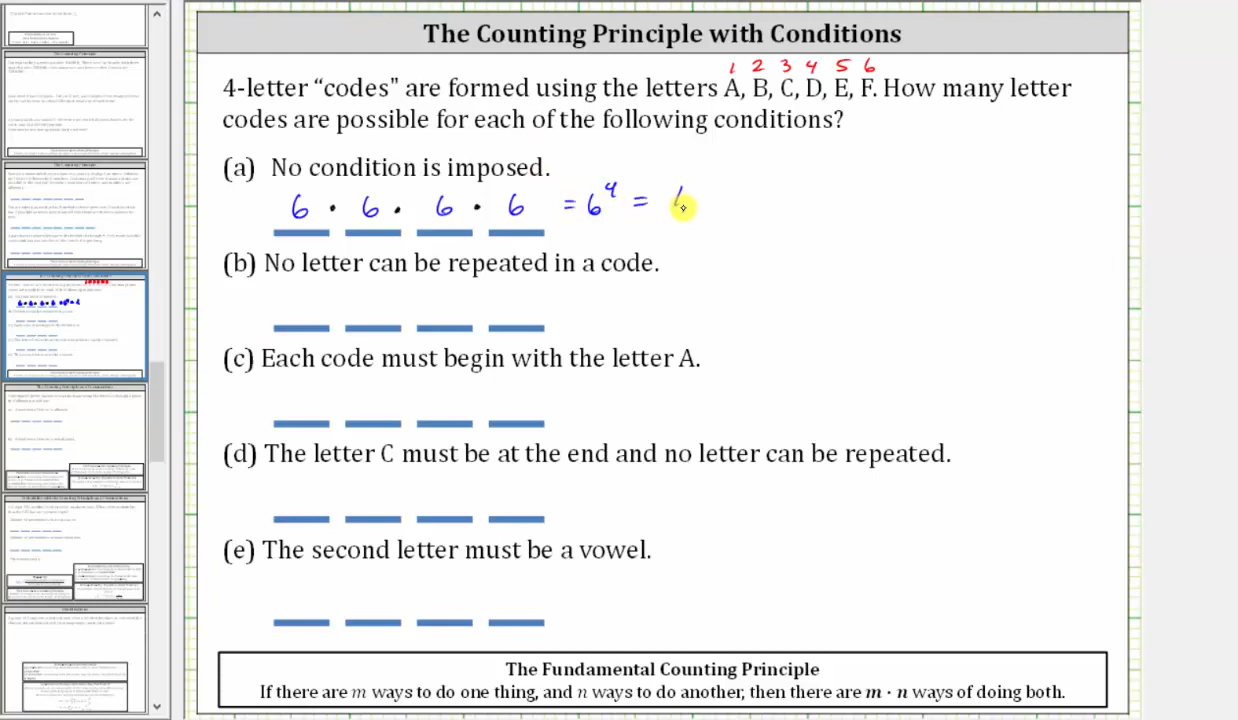 The Counting Principle with Conditions
1 2 3 4 5 6
4-letter “codes" are formed using the letters A, B, C, D, E, F. How many letter
codes are possible for each of the following conditions?
(a) No condition is imposed.
6 · 6 · 6 · 6 = 6^4 =
(b) No letter can be repeated in a code.
(c) Each code must begin with the letter A.
(d) The letter C must be at the end and no letter can be repeated.
(e) The second letter must be a vowel.
The Fundamental Counting Principle
If there are m ways to do one thing, and n ways to do another, then there are m · n ways of doing both.